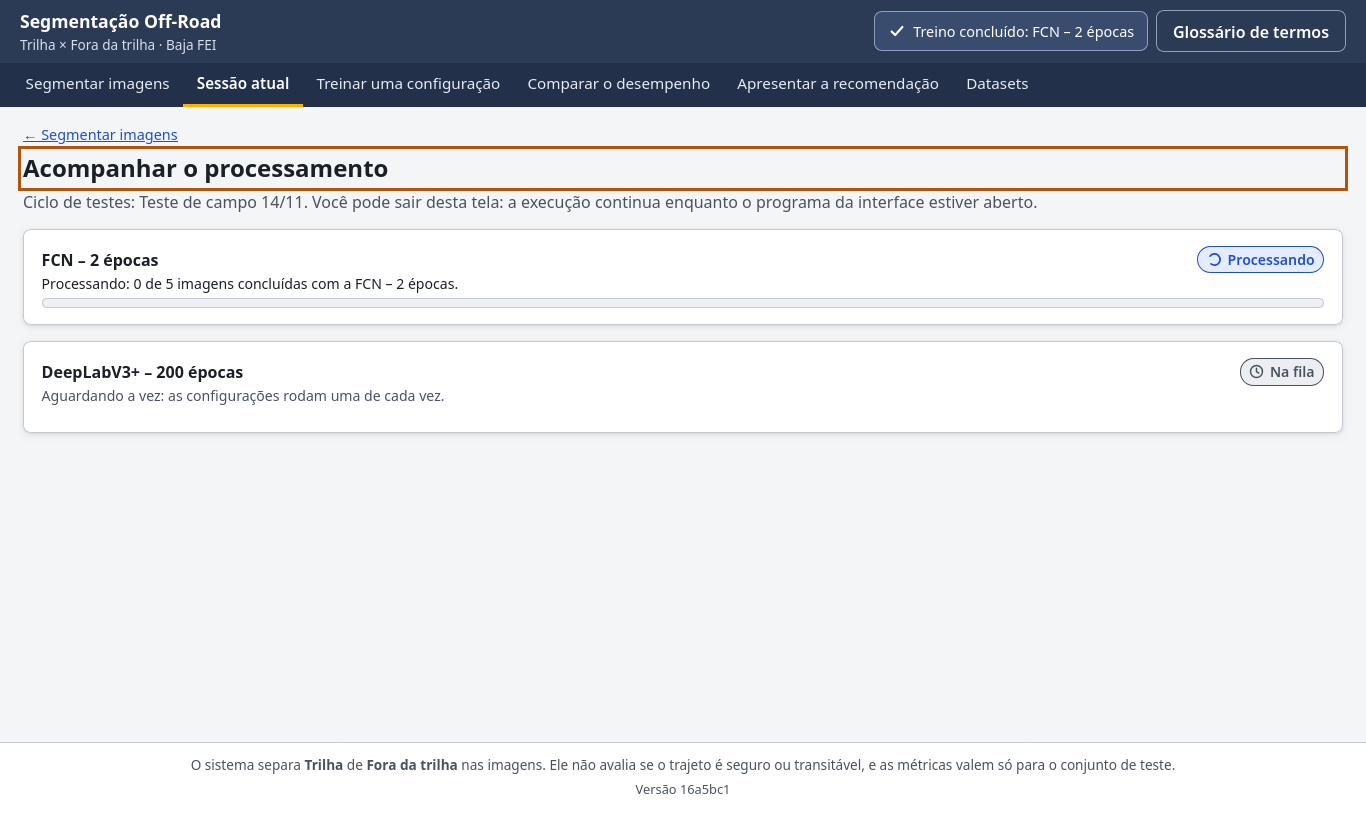 Segmentação Off-Road
Trilha × Fora da trilha · Baja FEI
Treino concluído: FCN – 2 épocas
Glossário de termos
Segmentar imagens
Sessão atual
Treinar uma configuração
Comparar o desempenho
Apresentar a recomendação
Datasets
← Segmentar imagens
Acompanhar o processamento
Ciclo de testes: Teste de campo 14/11. Você pode sair desta tela: a execução continua enquanto o programa da interface estiver aberto.
FCN – 2 épocas
Processando
Processando: 0 de 5 imagens concluídas com a FCN – 2 épocas.
DeepLabV3+ – 200 épocas
Na fila
Aguardando a vez: as configurações rodam uma de cada vez.
O sistema separa Trilha de Fora da trilha nas imagens. Ele não avalia se o trajeto é seguro ou transitável, e as métricas valem só para o conjunto de teste.
Versão 16a5bc1